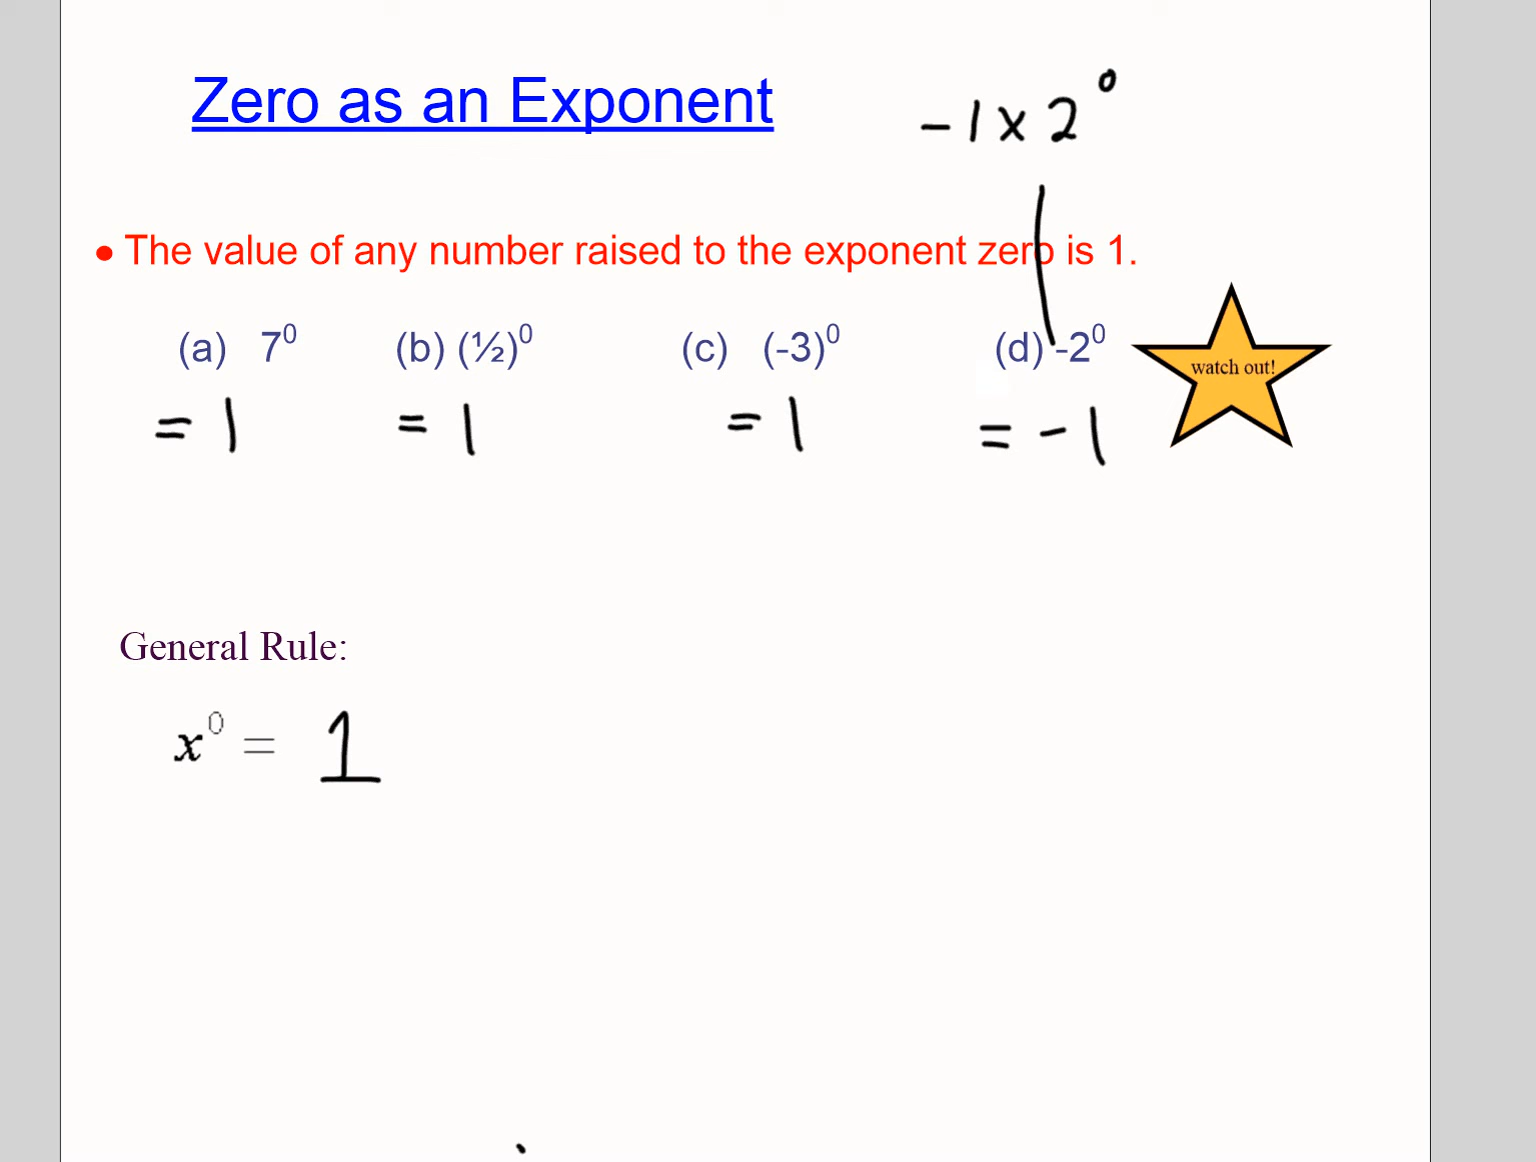 Zero as an Exponent
-1 x 2⁰
• The value of any number raised to the exponent zero is 1.
(a) 7⁰ (b) (½)⁰ (c) (-3)⁰ (d) -2⁰
watch out!
= 1 = 1 = 1 = -1
General Rule:
x⁰ = 1